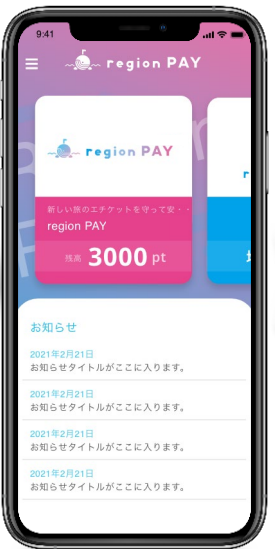 9:41
region PAY
region PAY
新しい旅のエチケットを守って安・・
region PAY
残高 3000 pt
お知らせ
2021年2月21日
お知らせタイトルがここに入ります。
2021年2月21日
お知らせタイトルがここに入ります。
2021年2月21日
お知らせタイトルがここに入ります。
2021年2月21日
お知らせタイトルがここに入ります。